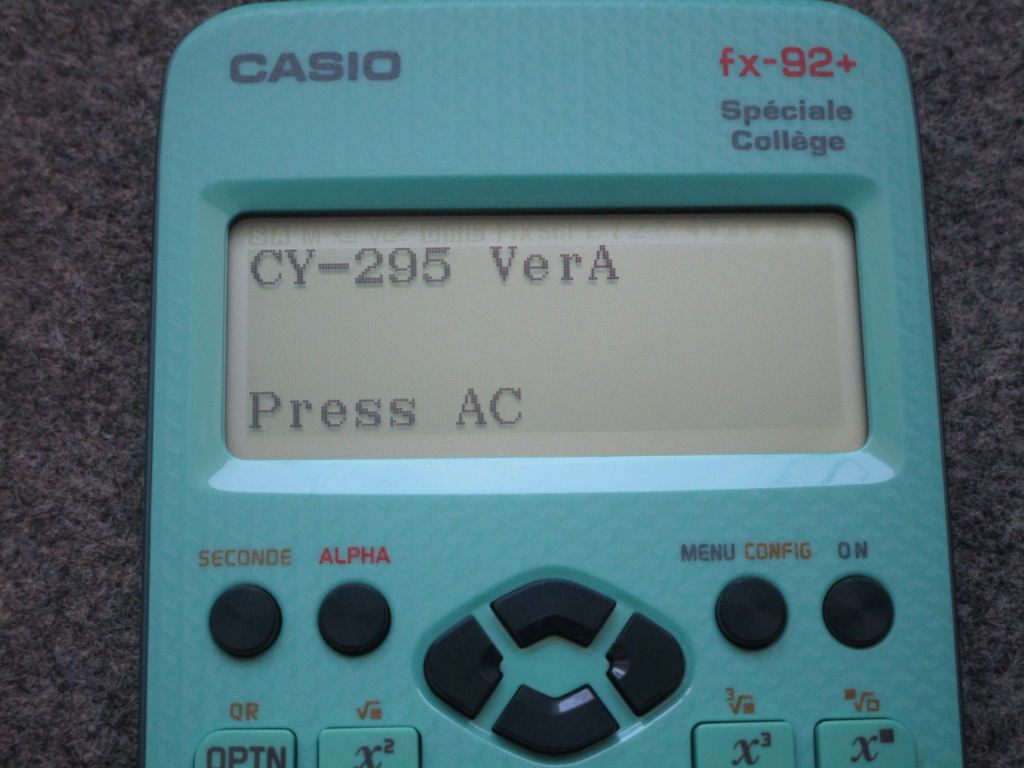 CASIO
fx-92+
Spéciale
Collège
CY-295 VerA
Press AC
SECONDE ALPHA MENU CONFIG ON
QR √■ ³√■ ■√□
OPTN x² x³ x■